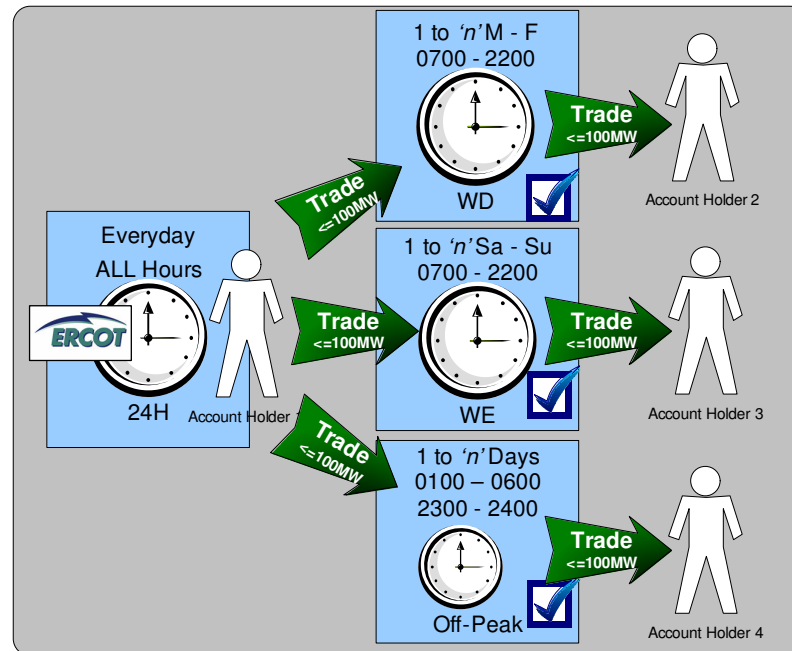 Everyday
ALL Hours
ERCOT
24H
Account Holder 1
Trade
<=100MW
1 to 'n' M - F
0700 - 2200
WD
Trade
<=100MW
Account Holder 2
Trade
<=100MW
1 to 'n' Sa - Su
0700 - 2200
WE
Trade
<=100MW
Account Holder 3
Trade
<=100MW
1 to 'n' Days
0100 – 0600
2300 - 2400
Off-Peak
Trade
<=100MW
Account Holder 4